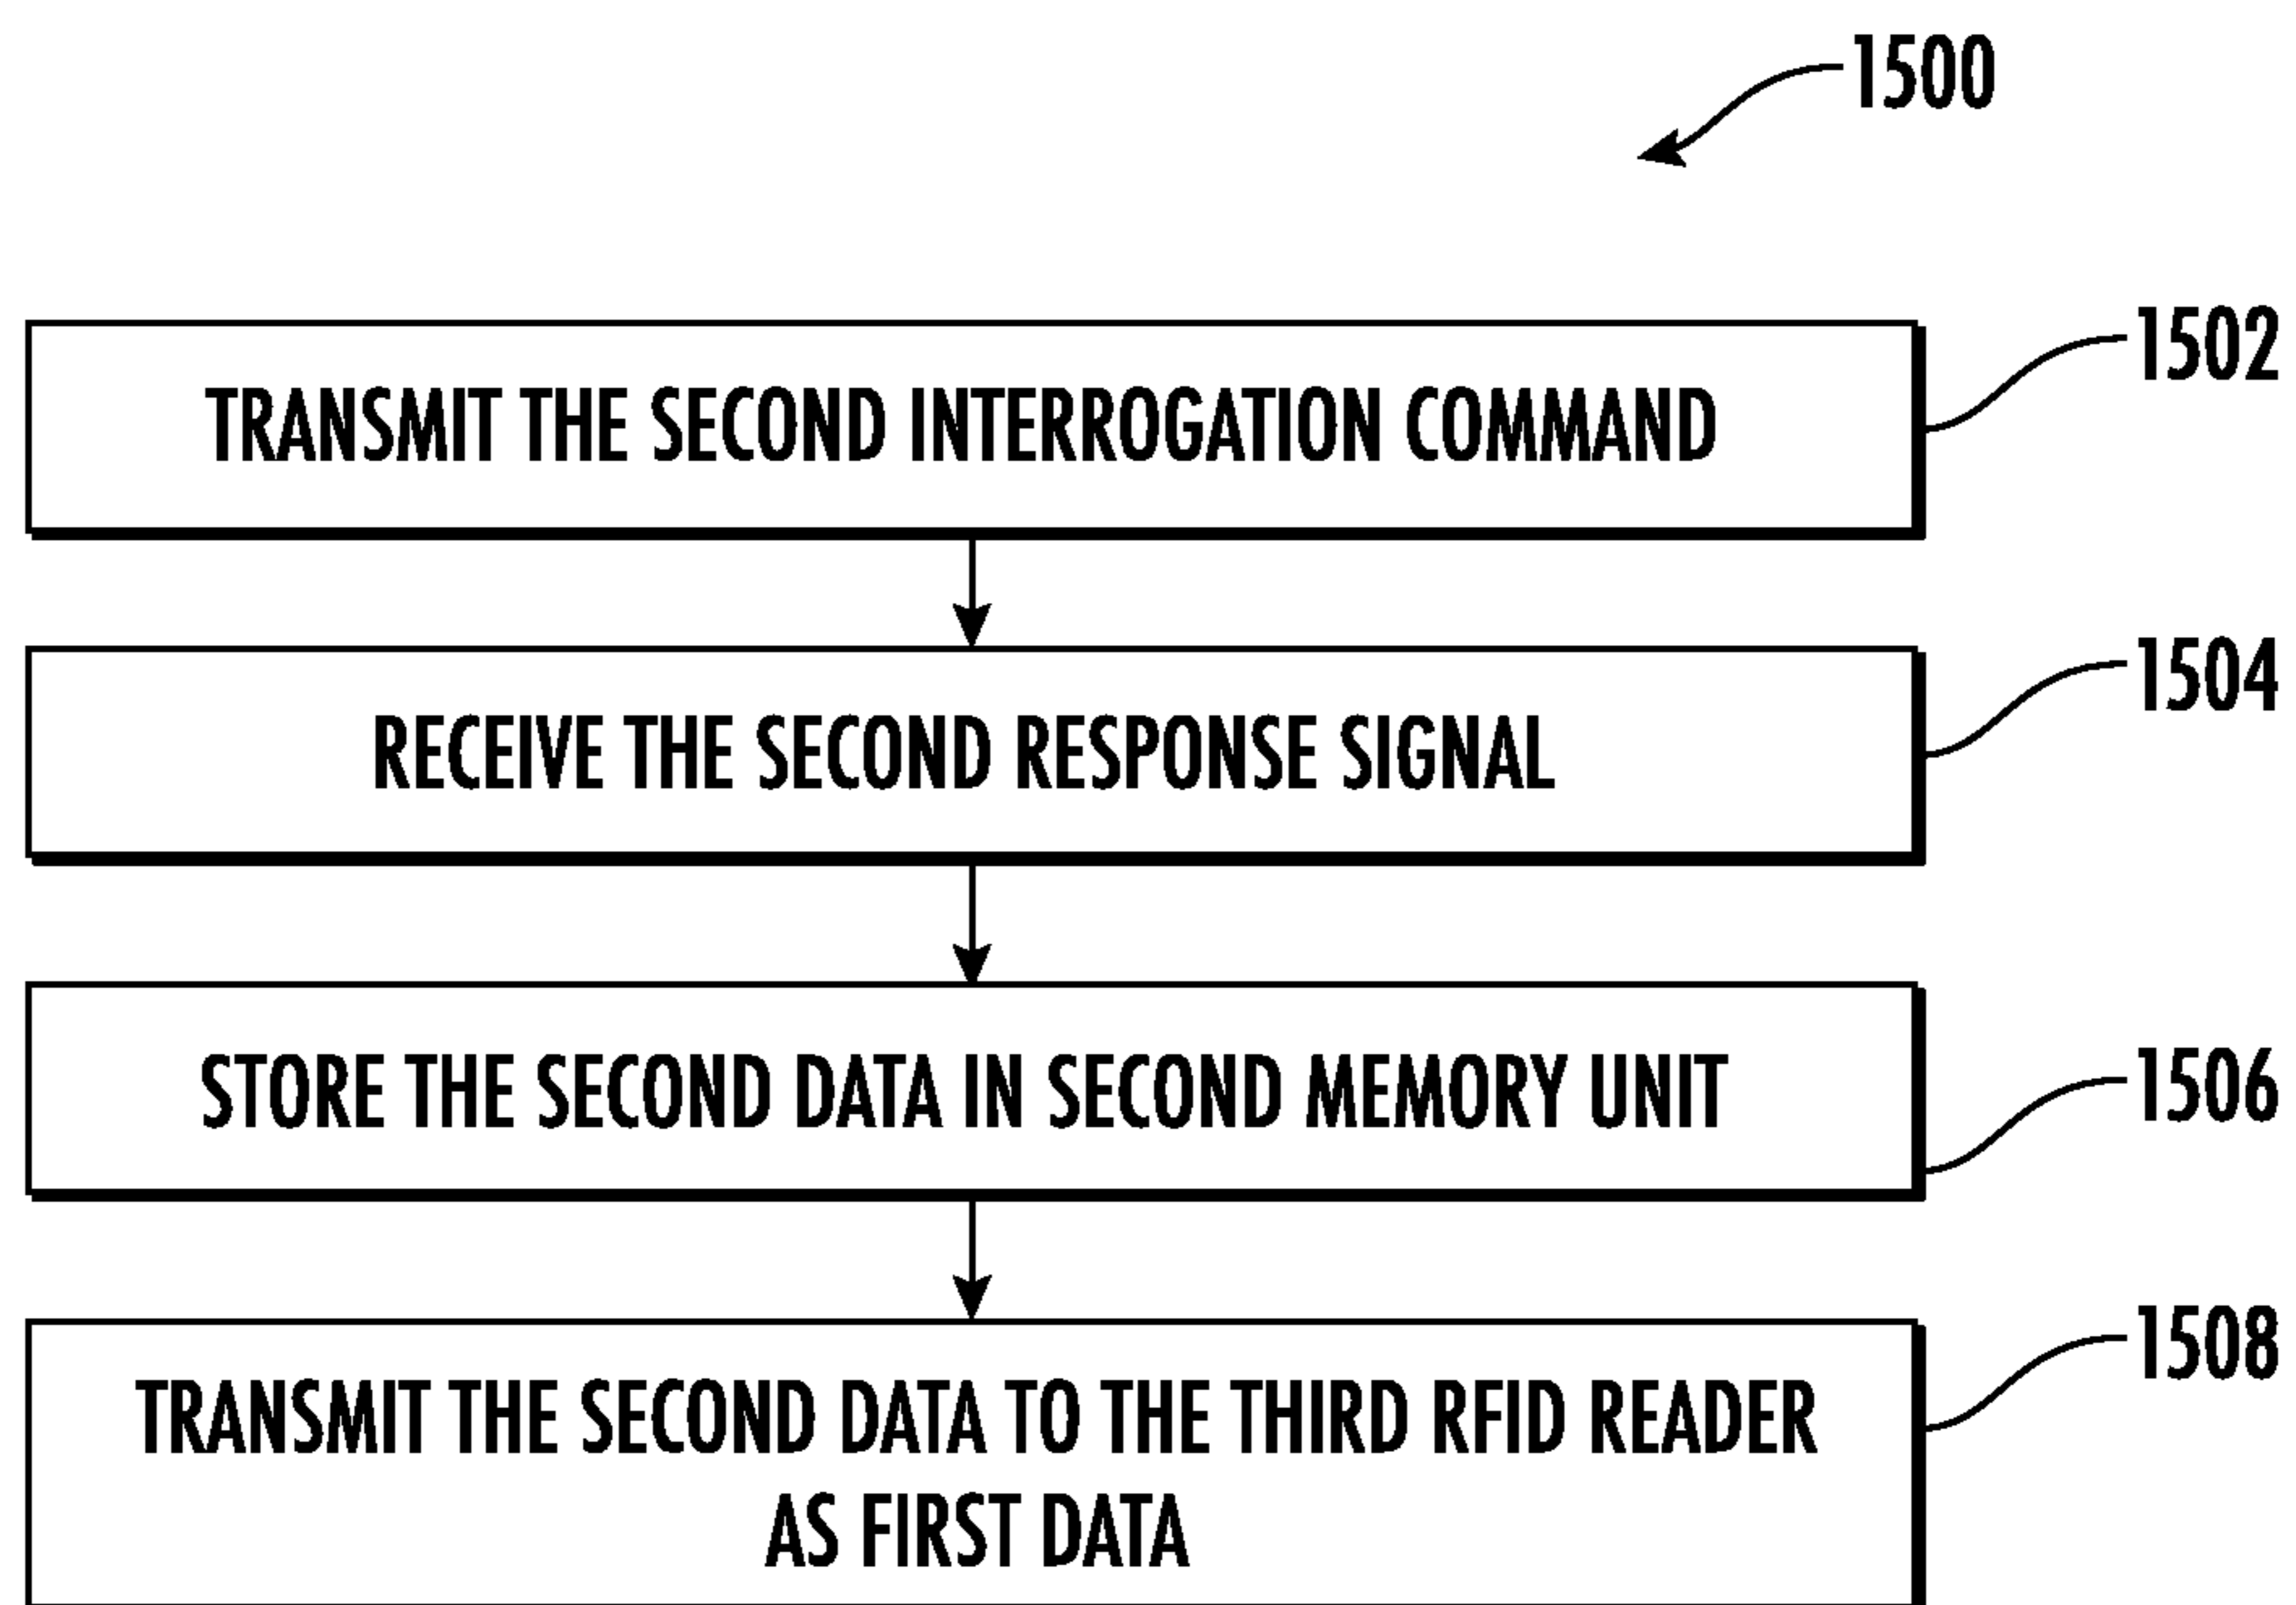 1500
1502
TRANSMIT THE SECOND INTERROGATION COMMAND
1504
RECEIVE THE SECOND RESPONSE SIGNAL
1506
STORE THE SECOND DATA IN SECOND MEMORY UNIT
1508
TRANSMIT THE SECOND DATA TO THE THIRD RFID READER
AS FIRST DATA